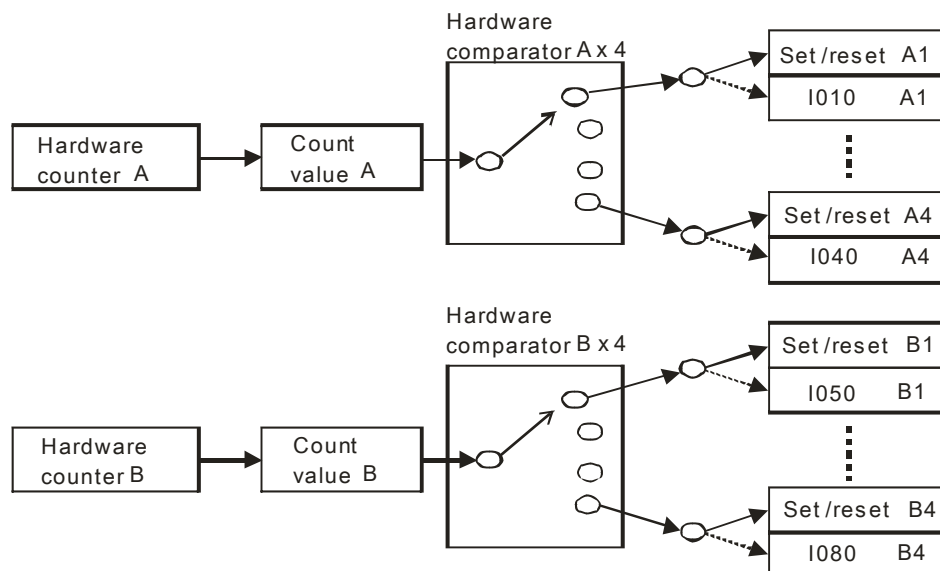 Hardware
comparator A x 4
Set/reset A1
I010 A1
Hardware
counter A
Count
value A
Set/reset A4
I040 A4
Hardware
comparator B x 4
Set/reset B1
I050 B1
Hardware
counter B
Count
value B
Set/reset B4
I080 B4